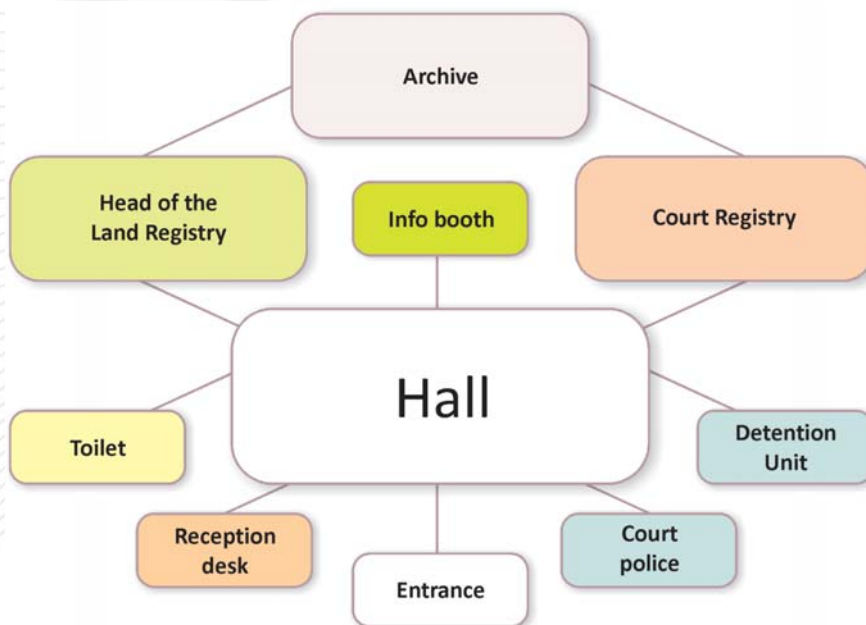 Archive
Head of the
Land Registry
Info booth
Court Registry
Hall
Toilet
Detention
Unit
Reception
desk
Court
police
Entrance